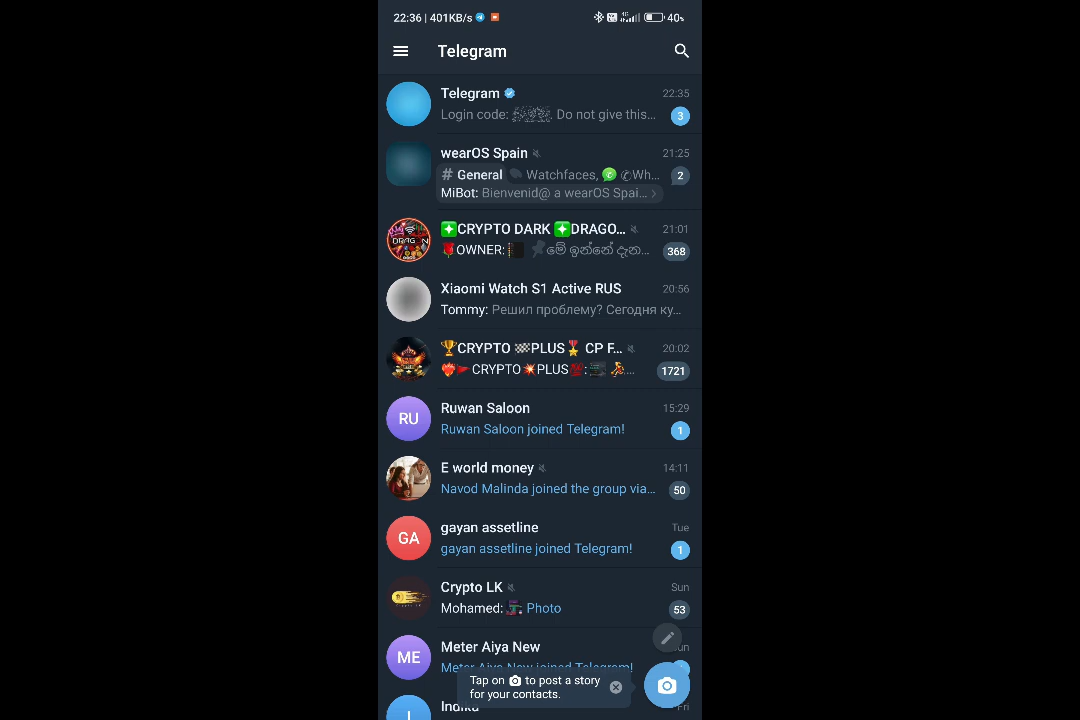 22:36 | 401KB/s 40%
Telegram
Telegram 22:35
Login code: . Do not give this... 3
wearOS Spain 21:25
# General Watchfaces, Wh... 2
MiBot: Bienvenid@ a wearOS Spai...
CRYPTO DARK DRAGO... 21:01
OWNER: මේ ඉන්නේ දැන... 368
Xiaomi Watch S1 Active RUS 20:56
Tommy: Решил проблему? Сегодня ку...
CRYPTO PLUS CP F... 20:02
CRYPTO PLUS : ... 1721
RU Ruwan Saloon 15:29
Ruwan Saloon joined Telegram! 1
E world money 14:11
Navod Malinda joined the group via... 50
GA gayan assetline Tue
gayan assetline joined Telegram! 1
Crypto LK Sun
Mohamed: Photo 53
ME Meter Aiya New Sun
Meter Aiya New joined Telegram!
Tap on to post a story
for your contacts.
Indika Fri